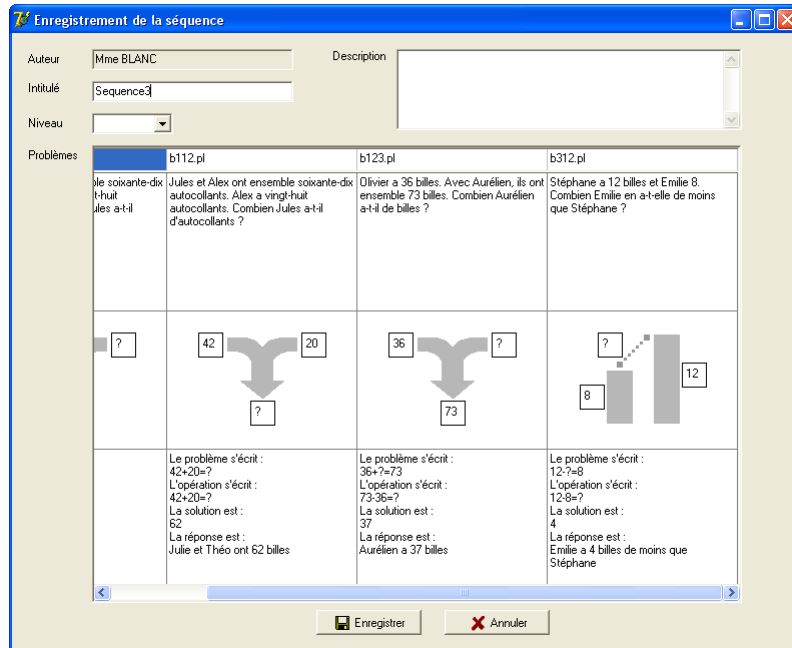 Enregistrement de la séquence
Auteur
Mme BLANC
Description
Intitulé
Sequence3
Niveau
Problèmes
b112.pl
b123.pl
b312.pl
ble soixante-dix
t-huit
ules a-t-il
Jules et Alex ont ensemble soixante-dix
autocollants. Alex a vingt-huit
autocollants. Combien Jules a-t-il
d'autocollants ?
Olivier a 36 billes. Avec Aurélien, ils ont
ensemble 73 billes. Combien Aurélien
a-t-il de billes ?
Stéphane a 12 billes et Emilie 8.
Combien Emilie en a-t-elle de moins
que Stéphane ?
?
42
20
?
36
?
73
?
8
12
Le problème s'écrit :
42+20=?
L'opération s'écrit :
42+20=?
La solution est :
62
La réponse est :
Julie et Théo ont 62 billes
Le problème s'écrit :
36+?=73
L'opération s'écrit :
73-36=?
La solution est :
37
La réponse est :
Aurélien a 37 billes
Le problème s'écrit :
12-?=8
L'opération s'écrit :
12-8=?
La solution est :
4
La réponse est :
Emilie a 4 billes de moins que
Stéphane
Enregistrer
Annuler